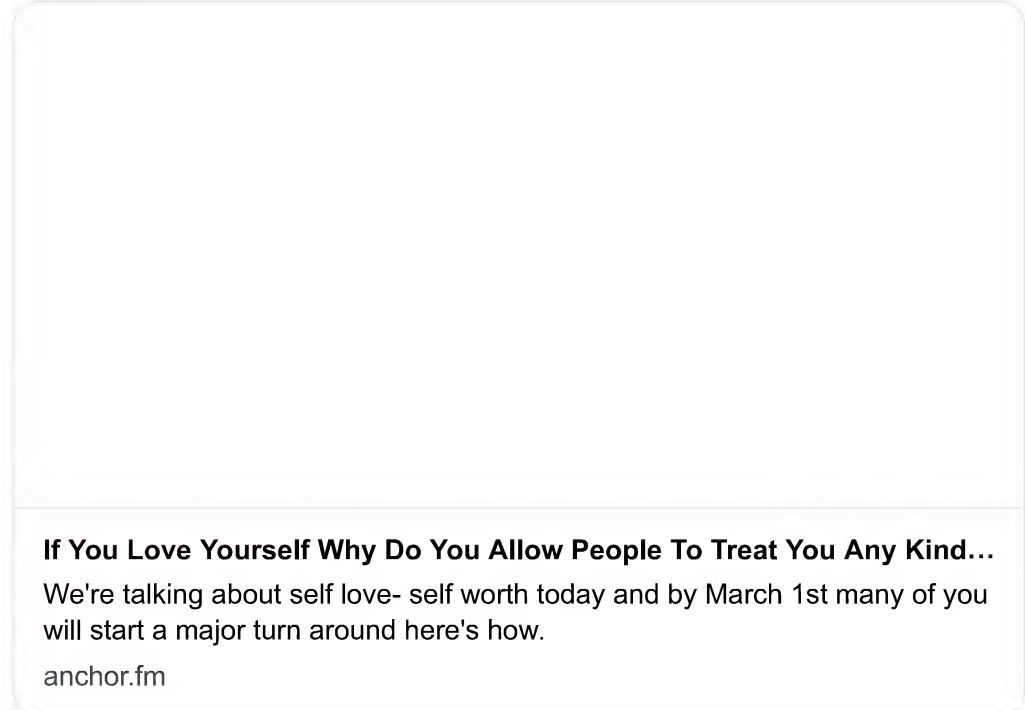 If You Love Yourself Why Do You Allow People To Treat You Any Kind…
We're talking about self love- self worth today and by March 1st many of you
will start a major turn around here's how.
anchor.fm